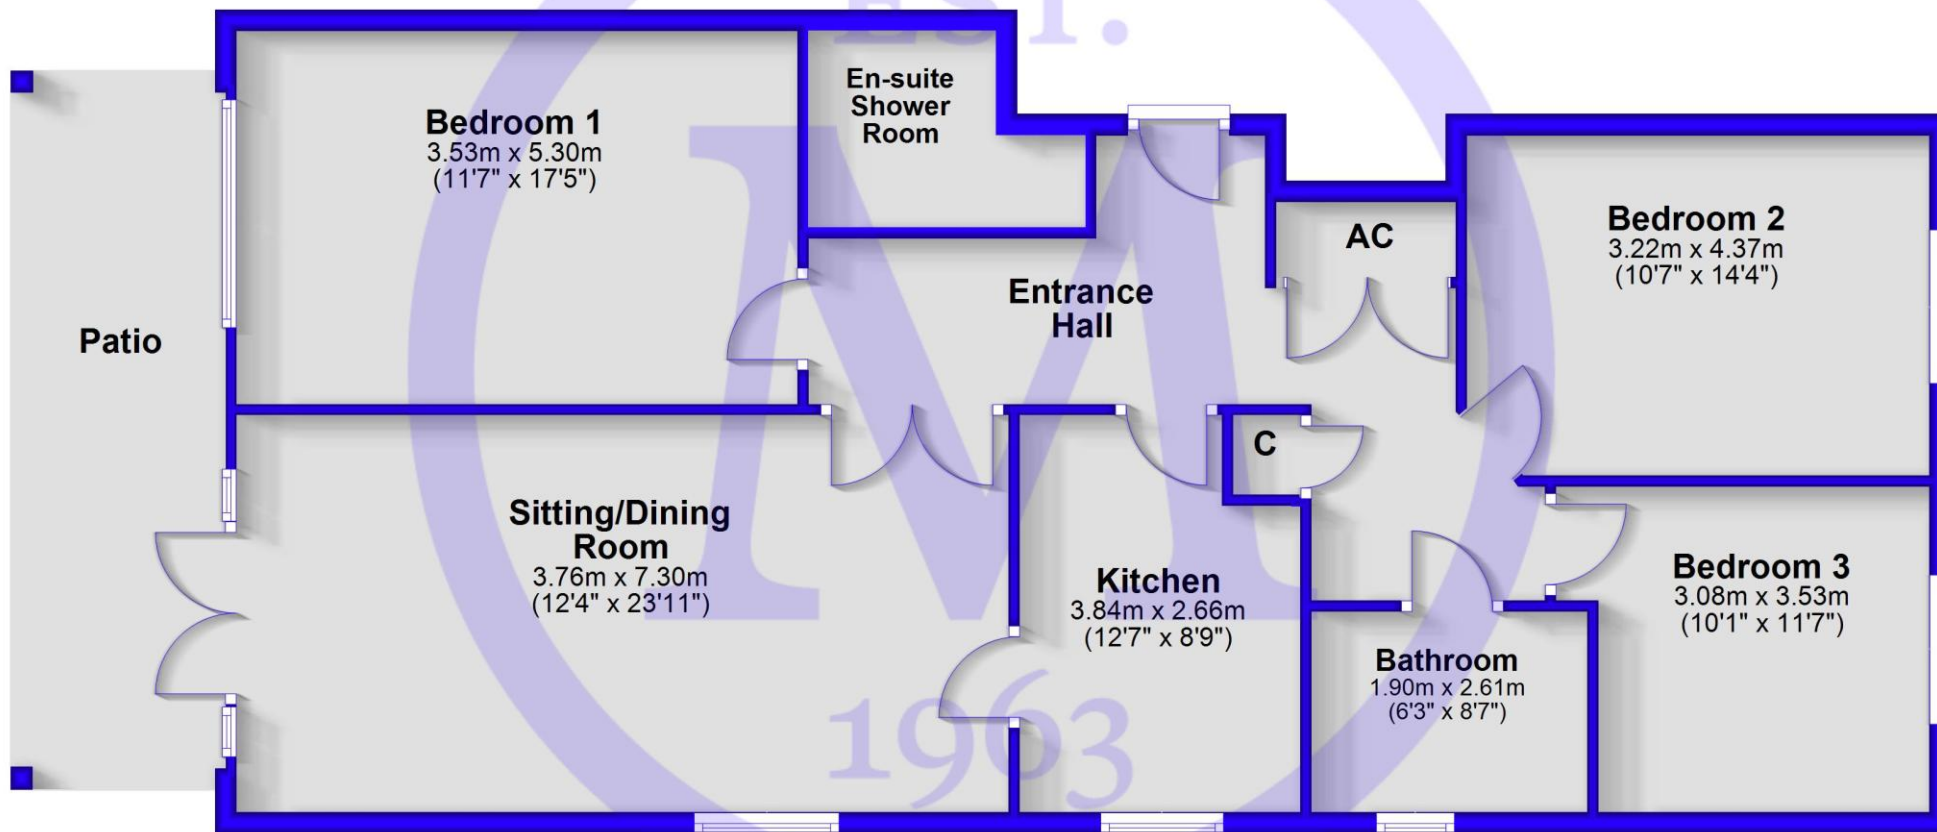 EST.
En-suite
Shower
Room
Bedroom 1
3.53m x 5.30m
(11'7" x 17'5")
Bedroom 2
3.22m x 4.37m
(10'7" x 14'4")
AC
Entrance
Hall
Patio
C
Sitting/Dining
Room
3.76m x 7.30m
(12'4" x 23'11")
Kitchen
3.84m x 2.66m
(12'7" x 8'9")
Bedroom 3
3.08m x 3.53m
(10'1" x 11'7")
Bathroom
1.90m x 2.61m
(6'3" x 8'7")
M
1963